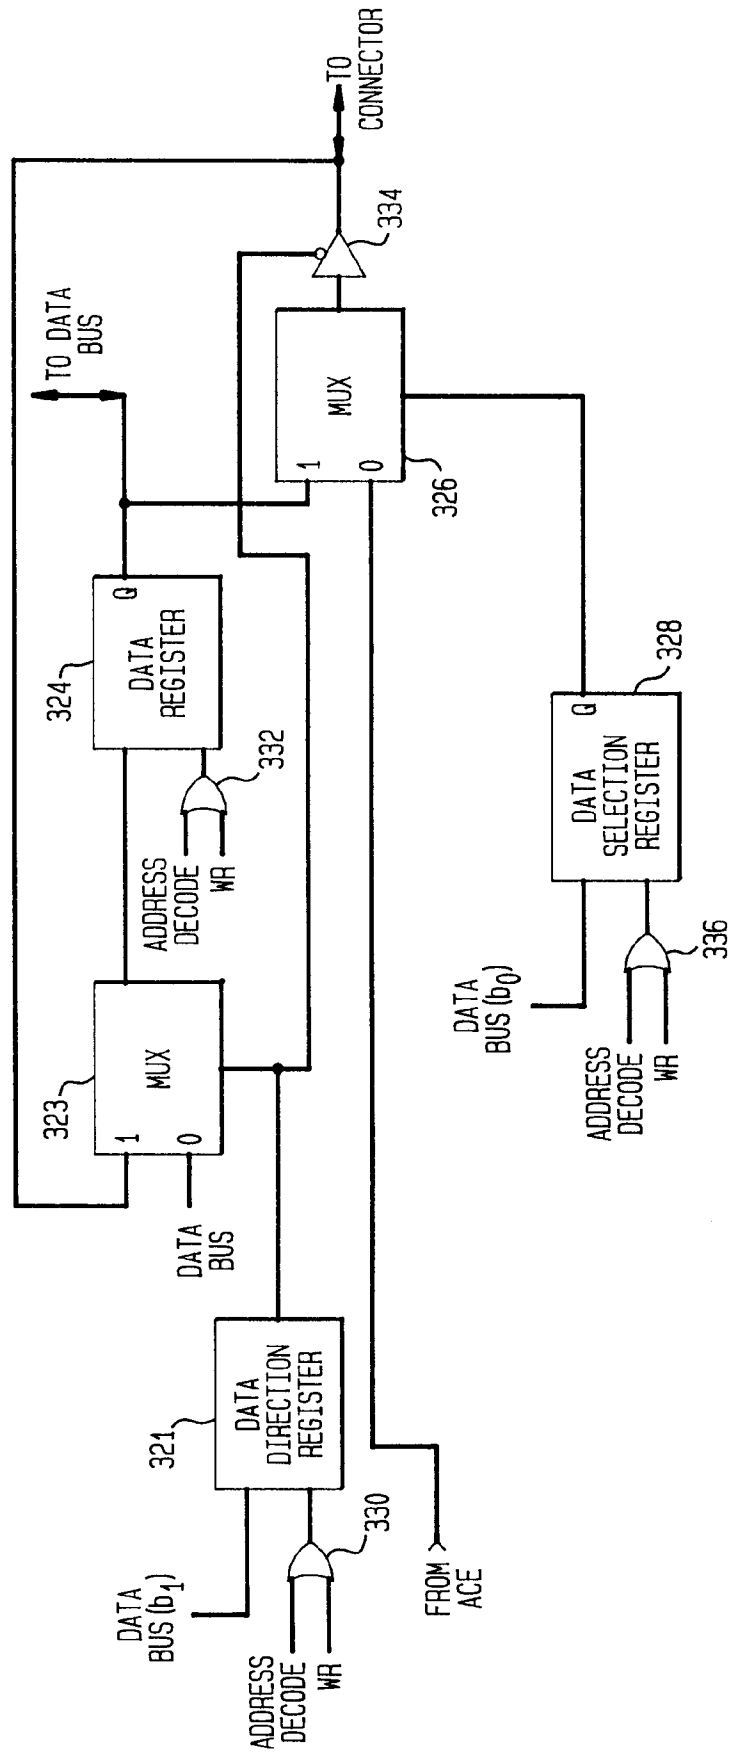 DATA
BUS (b1)
ADDRESS
DECODE
WR
330
321
DATA
DIRECTION
REGISTER
FROM
ACE
DATA
BUS
323
1
0
MUX
ADDRESS
DECODE
WR
332
324
DATA
REGISTER
Q
TO DATA
BUS
DATA
BUS (b0)
ADDRESS
DECODE
WR
336
DATA
SELECTION
REGISTER
Q
328
1
0
MUX
326
334
TO
CONNECTOR